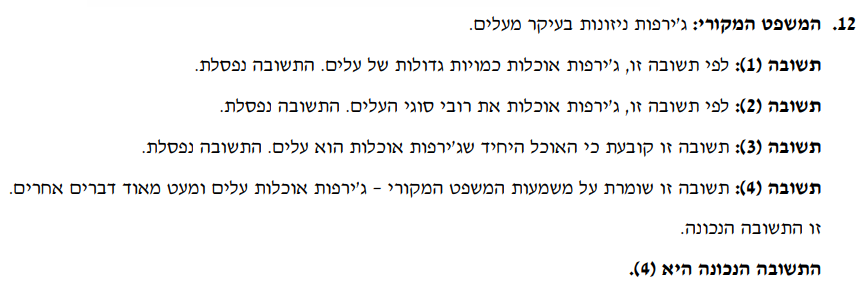 12. המשפט המקורי: ג'ירפות ניזונות בעיקר מעלים.
תשובה (1): לפי תשובה זו, ג'ירפות אוכלות כמויות גדולות של עלים. התשובה נפסלת.
תשובה (2): לפי תשובה זו, ג'ירפות אוכלות את רובי סוגי העלים. התשובה נפסלת.
תשובה (3): תשובה זו קובעת כי האוכל היחיד שג'ירפות אוכלות הוא עלים. התשובה נפסלת.
תשובה (4): תשובה זו שומרת על משמעות המשפט המקורי – ג'ירפות אוכלות עלים ומעט מאוד דברים אחרים.
זו התשובה הנכונה.
התשובה הנכונה היא (4).